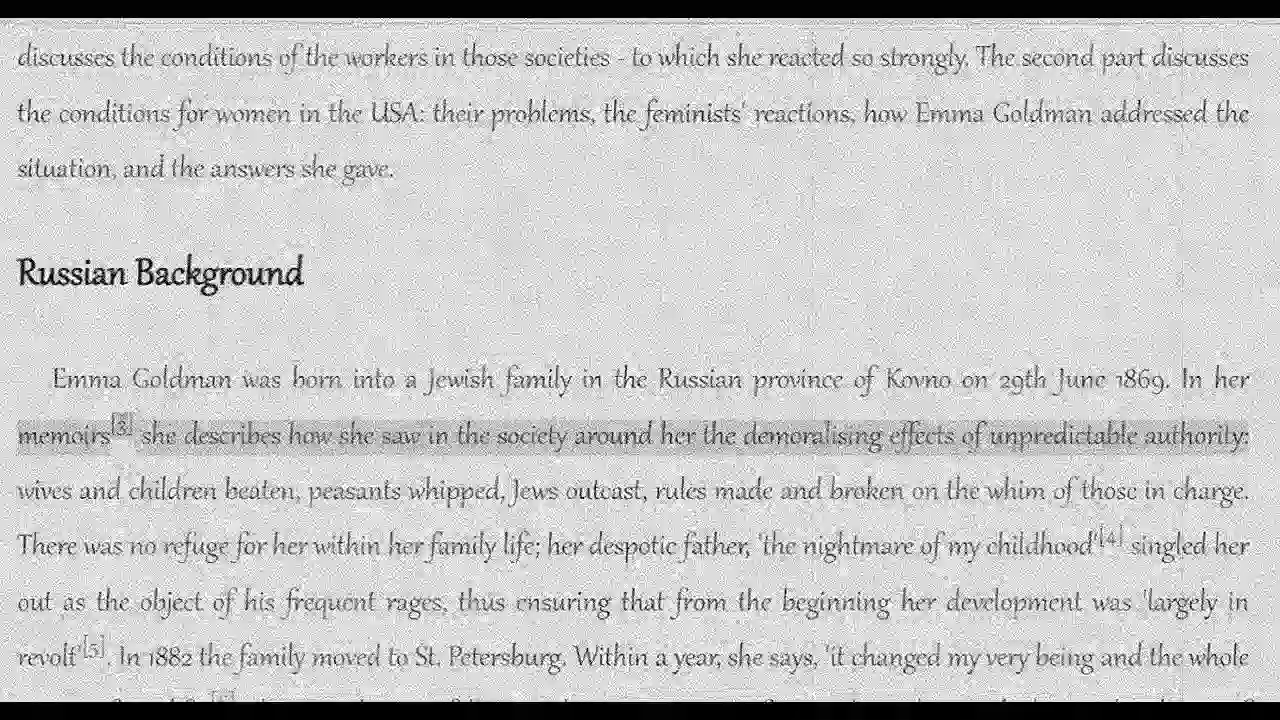 discusses the conditions of the workers in those societies - to which she reacted so strongly. The second part discusses
the conditions for women in the USA: their problems, the feminists' reactions, how Emma Goldman addressed the
situation, and the answers she gave.
Russian Background
Emma Goldman was born into a Jewish family in the Russian province of Kovno on 29th June 1869. In her
memoirs[3] she describes how she saw in the society around her the demoralising effects of unpredictable authority:
wives and children beaten, peasants whipped, Jews outcast, rules made and broken on the whim of those in charge.
There was no refuge for her within her family life; her despotic father, 'the nightmare of my childhood'[4] singled her
out as the object of his frequent rages, thus ensuring that from the beginning her development was 'largely in
revolt'[5]. In 1882 the family moved to St. Petersburg. Within a year, she says, 'it changed my very being and the whole